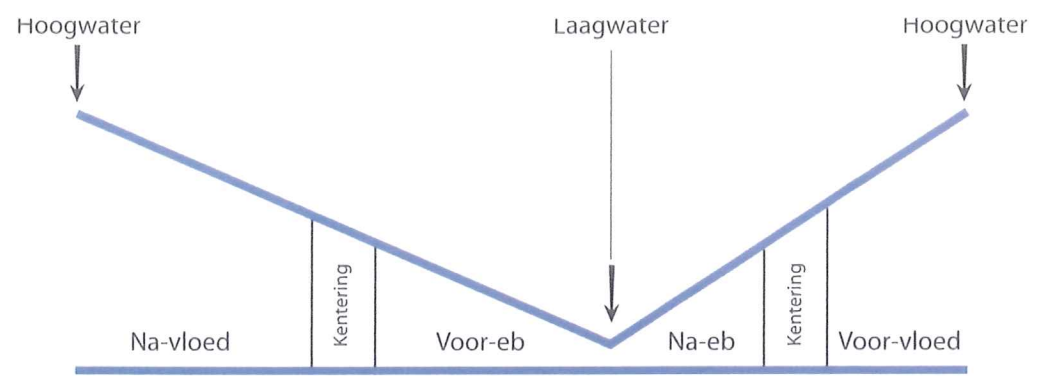 Hoogwater
Laagwater
Hoogwater
Na-vloed
Kentering
Voor-eb
Na-eb
Kentering
Voor-vloed